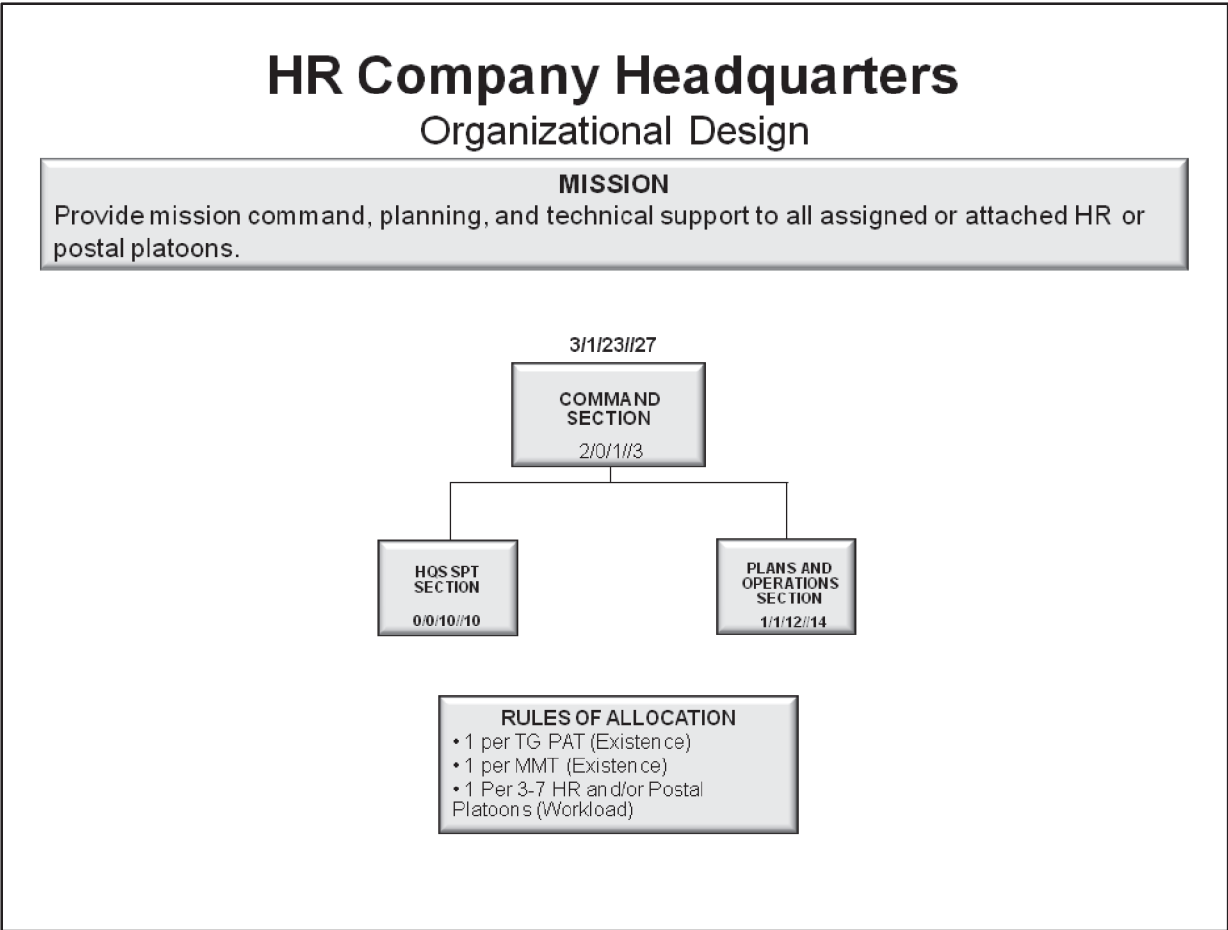 HR Company Headquarters
Organizational Design
MISSION
Provide mission command, planning, and technical support to all assigned or attached HR or
postal platoons.
3/1/23//27
COMMAND
SECTION
2/0/1//3
HQS SPT
SECTION
0/0/10//10
PLANS AND
OPERATIONS
SECTION
1/1/12//14
RULES OF ALLOCATION
• 1 per TG PAT (Existence)
• 1 per MMT (Existence)
• 1 Per 3-7 HR and/or Postal
Platoons (Workload)